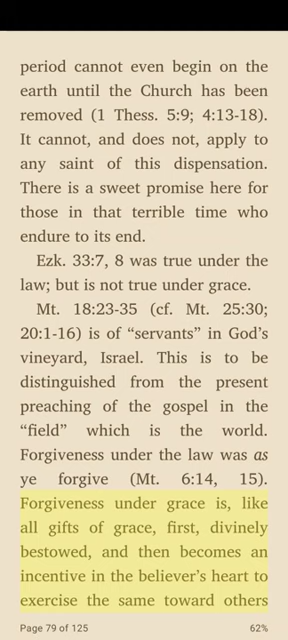 period cannot even begin on the
earth until the Church has been
removed (1 Thess. 5:9; 4:13-18).
It cannot, and does not, apply to
any saint of this dispensation.
There is a sweet promise here for
those in that terrible time who
endure to its end.
Ezk. 33:7, 8 was true under the
law; but is not true under grace.
Mt. 18:23-35 (cf. Mt. 25:30;
20:1-16) is of “servants” in God’s
vineyard, Israel. This is to be
distinguished from the present
preaching of the gospel in the
“field” which is the world.
Forgiveness under the law was as
ye forgive (Mt. 6:14, 15).
Forgiveness under grace is, like
all gifts of grace, first, divinely
bestowed, and then becomes an
incentive in the believer’s heart to
exercise the same toward others
Page 79 of 125 62%